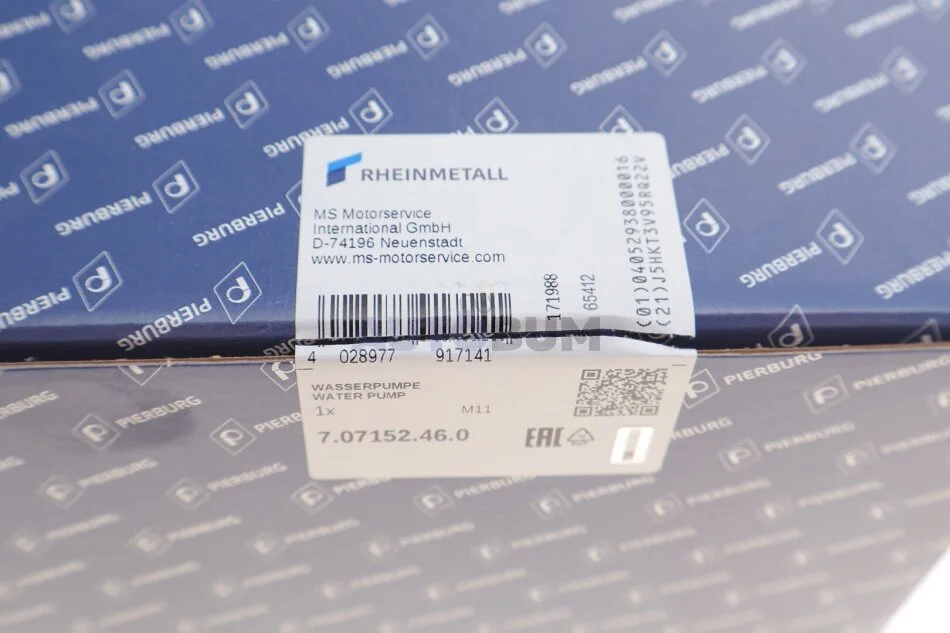 PIERBURG
RHEINMETALL
MS Motorservice
International GmbH
D-74196 Neuenstadt
www.ms-motorservice.com
171988
65412
(01)04052938000016
(21)J5HKT3V95RQ22V
4 028977 917141
WASSERPUMPE
WATER PUMP
1x M11
7.07152.46.0
EAC